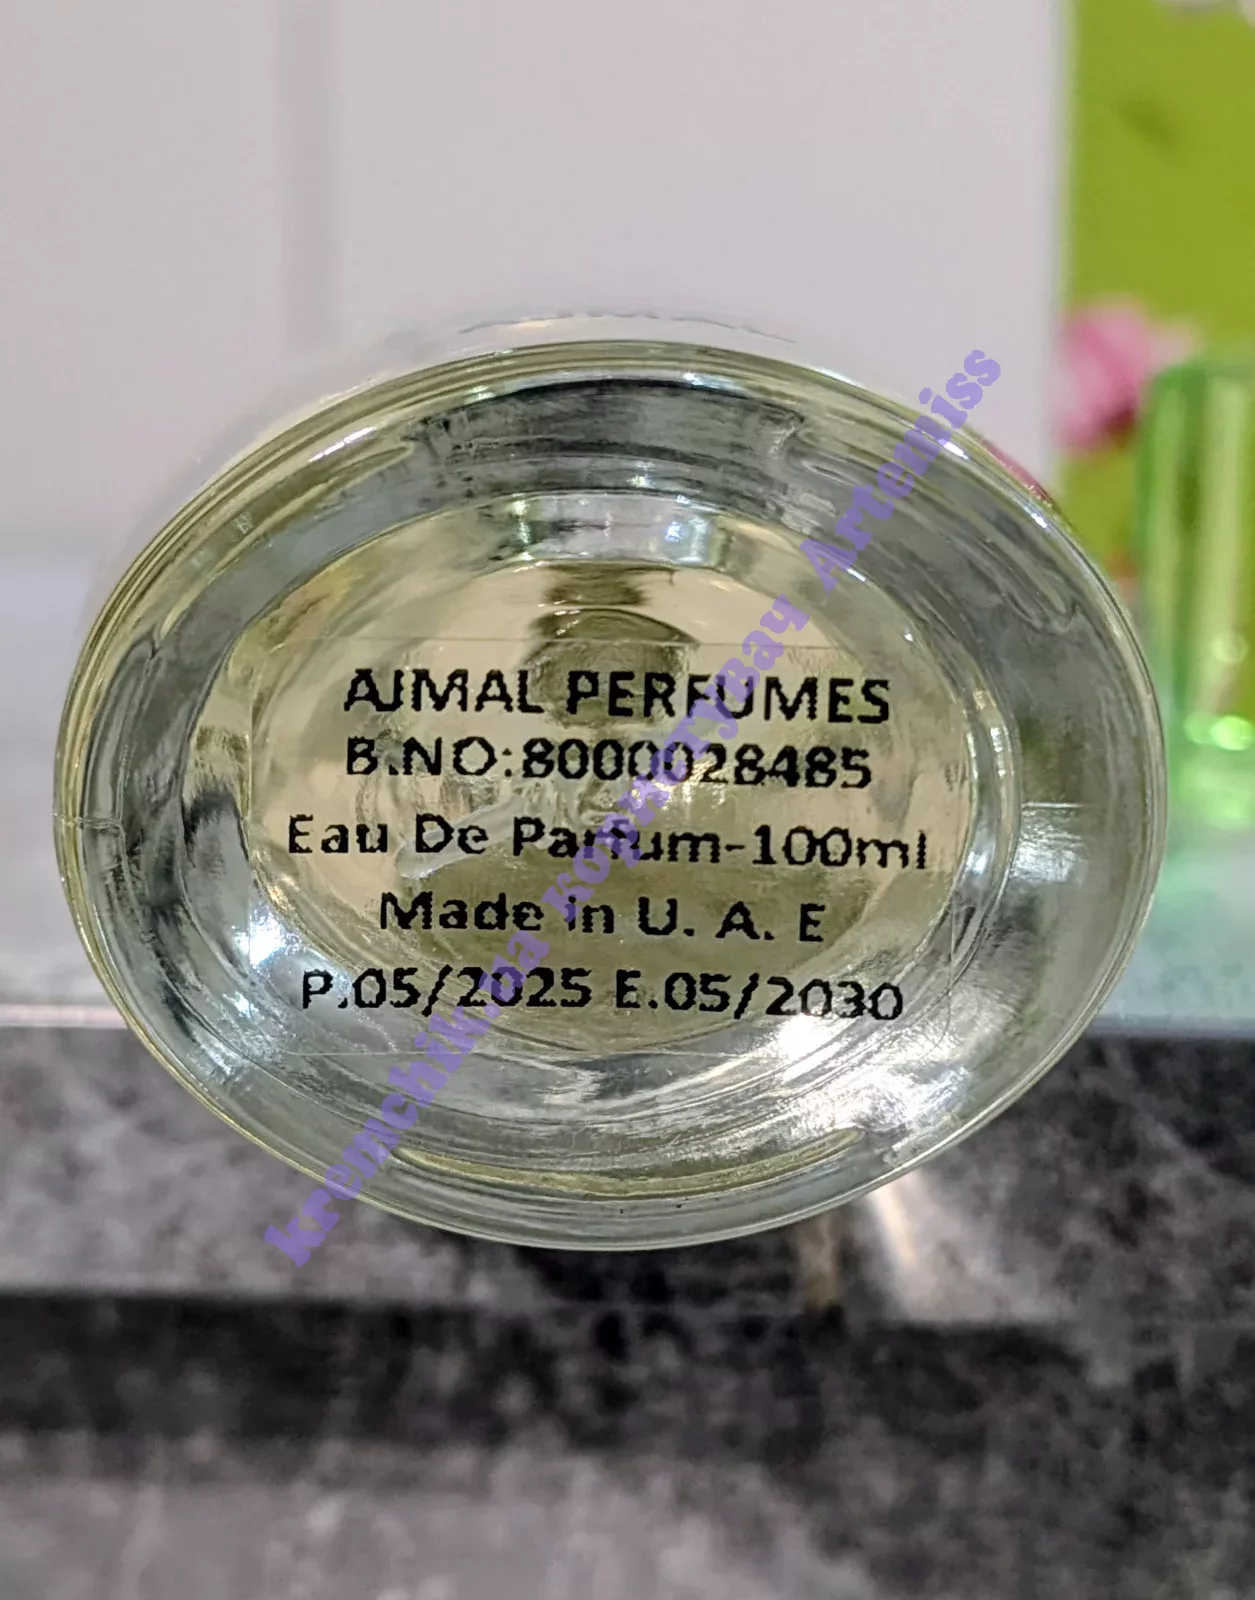 AJMAL PERFUMES
B.NO:8000028485
Eau De Parfum-100ml
Made in U. A. E
P.05/2025 E.05/2030